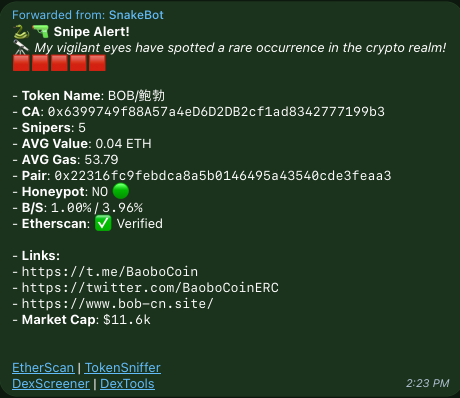 Forwarded from: SnakeBot
🐍🔫 Snipe Alert!
🔭 My vigilant eyes have spotted a rare occurrence in the crypto realm!
🟥🟥🟥🟥🟥
- Token Name: BOB/鲍勃
- CA: 0x6399749f88A57a4eD6D2DB2cf1ad8342777199b3
- Snipers: 5
- AVG Value: 0.04 ETH
- AVG Gas: 53.79
- Pair: 0x22316fc9febdca8a5b0146495a43540cde3feaa3
- Honeypot: NO 🟢
- B/S: 1.00% / 3.96%
- Etherscan: ✅ Verified
- Links:
- https://t.me/BaoboCoin
- https://twitter.com/BaoboCoinERC
- https://www.bob-cn.site/
- Market Cap: $11.6k
EtherScan | TokenSniffer
DexScreener | DexTools
2:23 PM